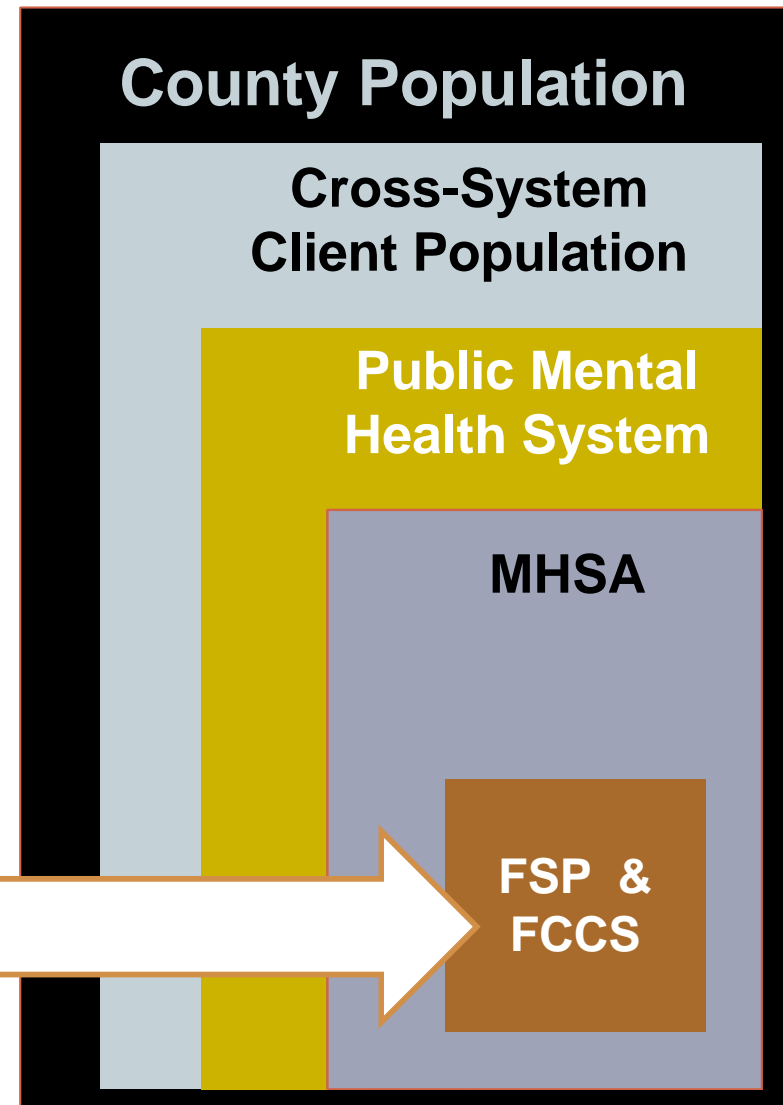 County Population
Cross-System
Client Population
Public Mental
Health System
MHSA
FSP &
FCCS